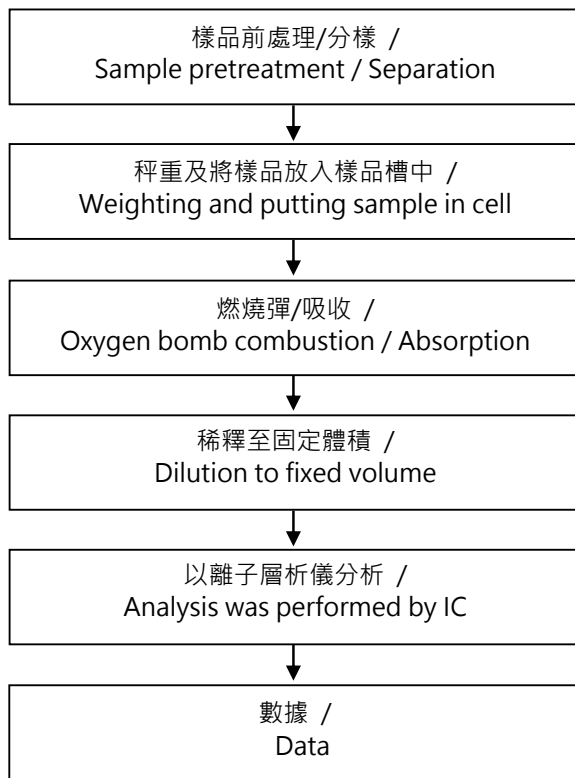 樣品前處理/分樣 /
Sample pretreatment / Separation
秤重及將樣品放入樣品槽中 /
Weighting and putting sample in cell
燃燒彈/吸收 /
Oxygen bomb combustion / Absorption
稀釋至固定體積 /
Dilution to fixed volume
以離子層析儀分析 /
Analysis was performed by IC
數據 /
Data